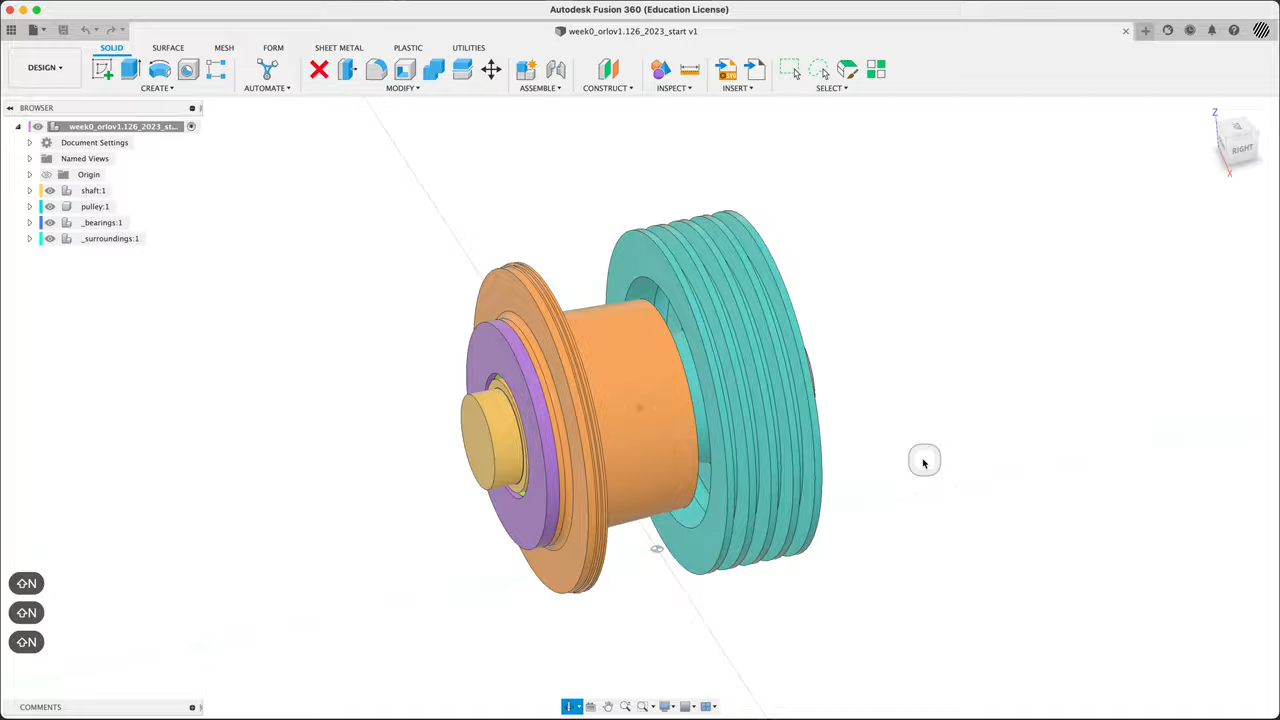 Autodesk Fusion 360 (Education License)
week0_orlov1.126_2023_start v1
DESIGN
SOLID SURFACE MESH FORM SHEET METAL PLASTIC UTILITIES
CREATE AUTOMATE MODIFY ASSEMBLE CONSTRUCT INSPECT INSERT SELECT
BROWSER
week0_orlov1.126_2023_st...
Document Settings
Named Views
Origin
shaft:1
pulley:1
_bearings:1
_surroundings:1
Z
RIGHT
X
⇧N
⇧N
⇧N
COMMENTS